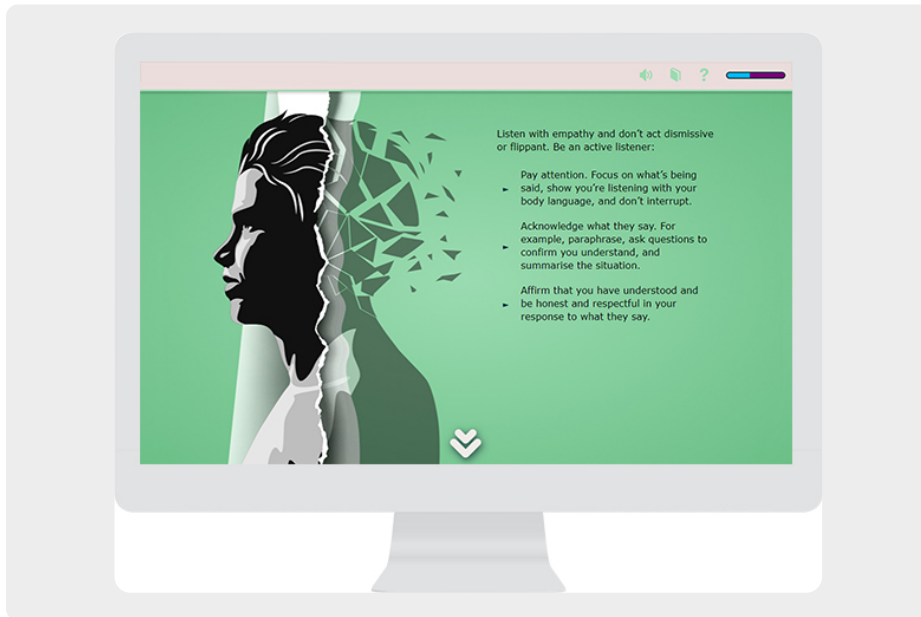 Listen with empathy and don't act dismissive
or flippant. Be an active listener:
Pay attention. Focus on what's being
said, show you're listening with your
body language, and don't interrupt.
Acknowledge what they say. For
example, paraphrase, ask questions to
confirm you understand, and
summarise the situation.
Affirm that you have understood and
be honest and respectful in your
response to what they say.